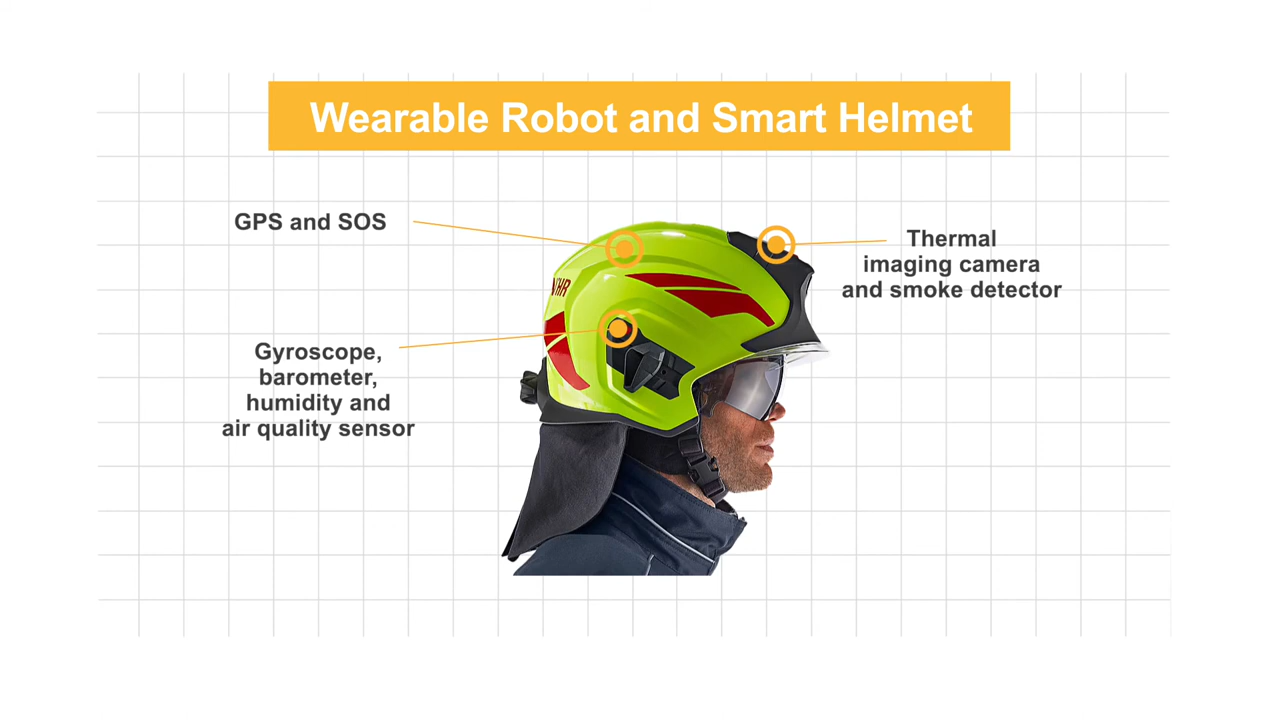 Wearable Robot and Smart Helmet
GPS and SOS
Thermal
imaging camera
and smoke detector
Gyroscope,
barometer,
humidity and
air quality sensor